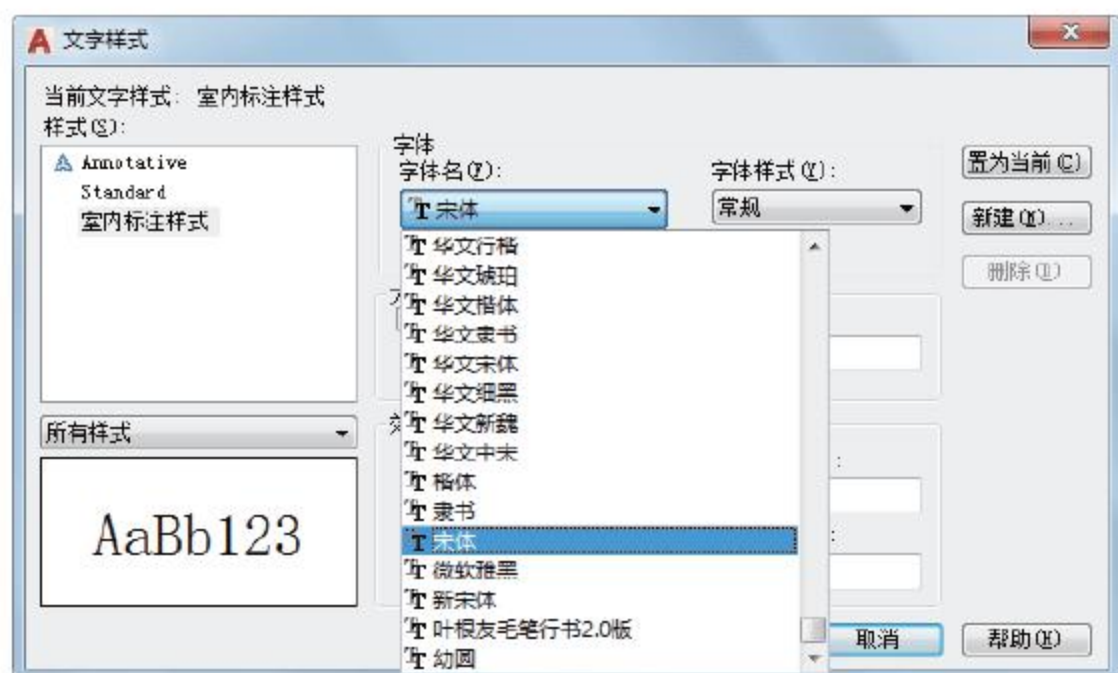 文字样式
当前文字样式: 室内标注样式
样式(S):
Annotative
Standard
室内标注样式
所有样式
AaBb123
字体
字体名(F):
宋体
字体样式(Y):
常规
华文行楷
华文琥珀
华文楷体
华文隶书
华文宋体
华文细黑
华文新魏
华文中宋
楷体
隶书
宋体
微软雅黑
新宋体
叶根友毛笔行书2.0版
幼圆
置为当前(C)
新建(N)...
删除(D)
取消
帮助(H)